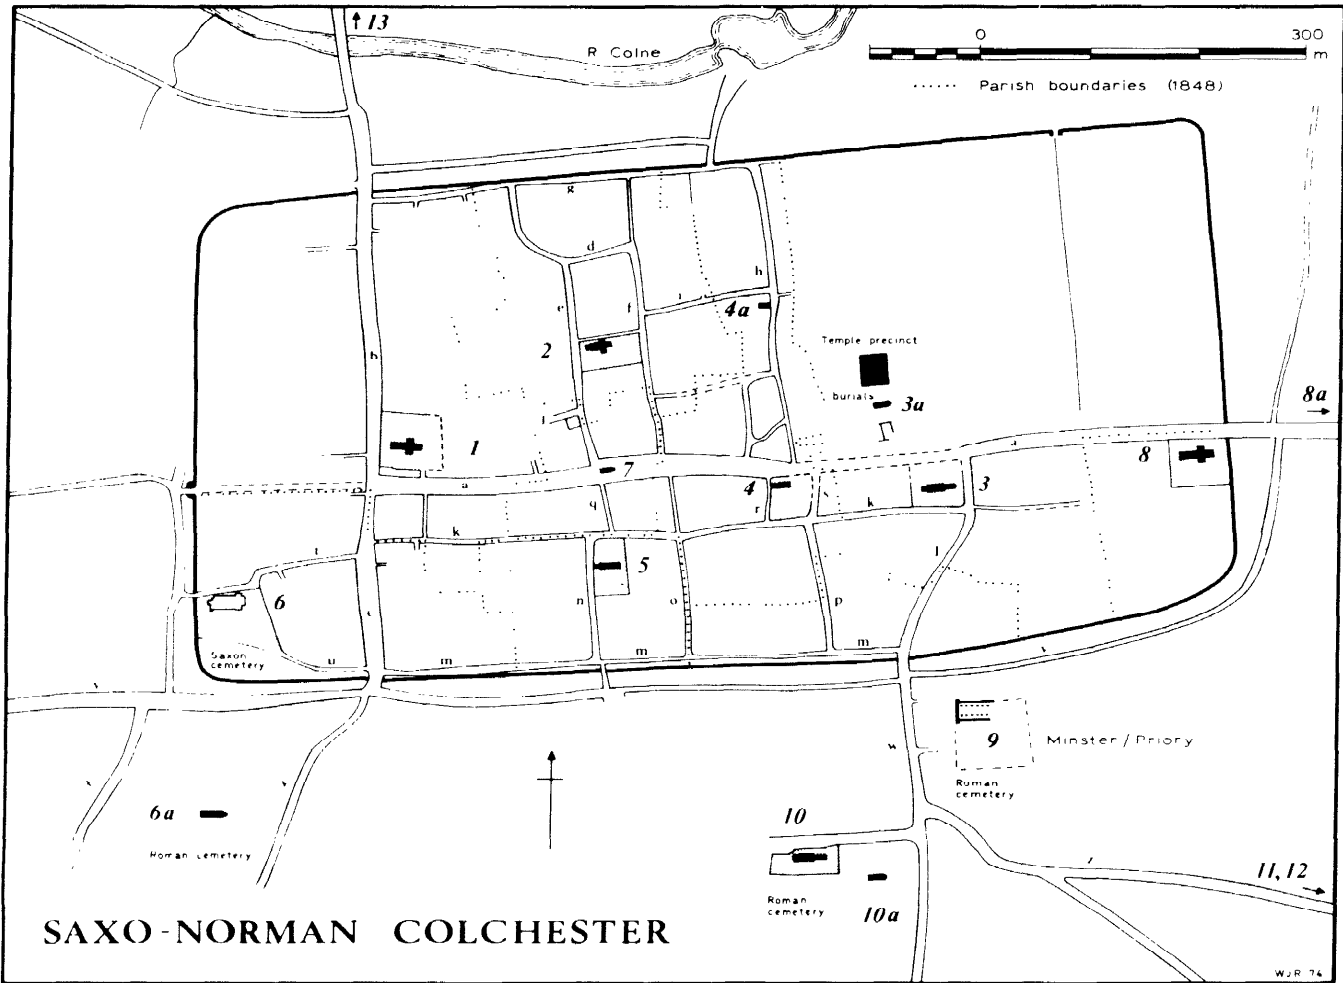 13
R Colne
0 300
m
Parish boundaries (1848)
g
d
h
e
f
i
4a
2
h
Temple precinct
burials
3a
8a
1
7
8
a
4
3
q
r
k
k
t
5
l
6
n
o
p
Saxon
cemetery
u
m
m
m
9
Minster/Priory
w
Roman
cemetery
6a
10
Roman cemetery
11, 12
Roman
cemetery
10a
SAXO-NORMAN COLCHESTER
WJR 74